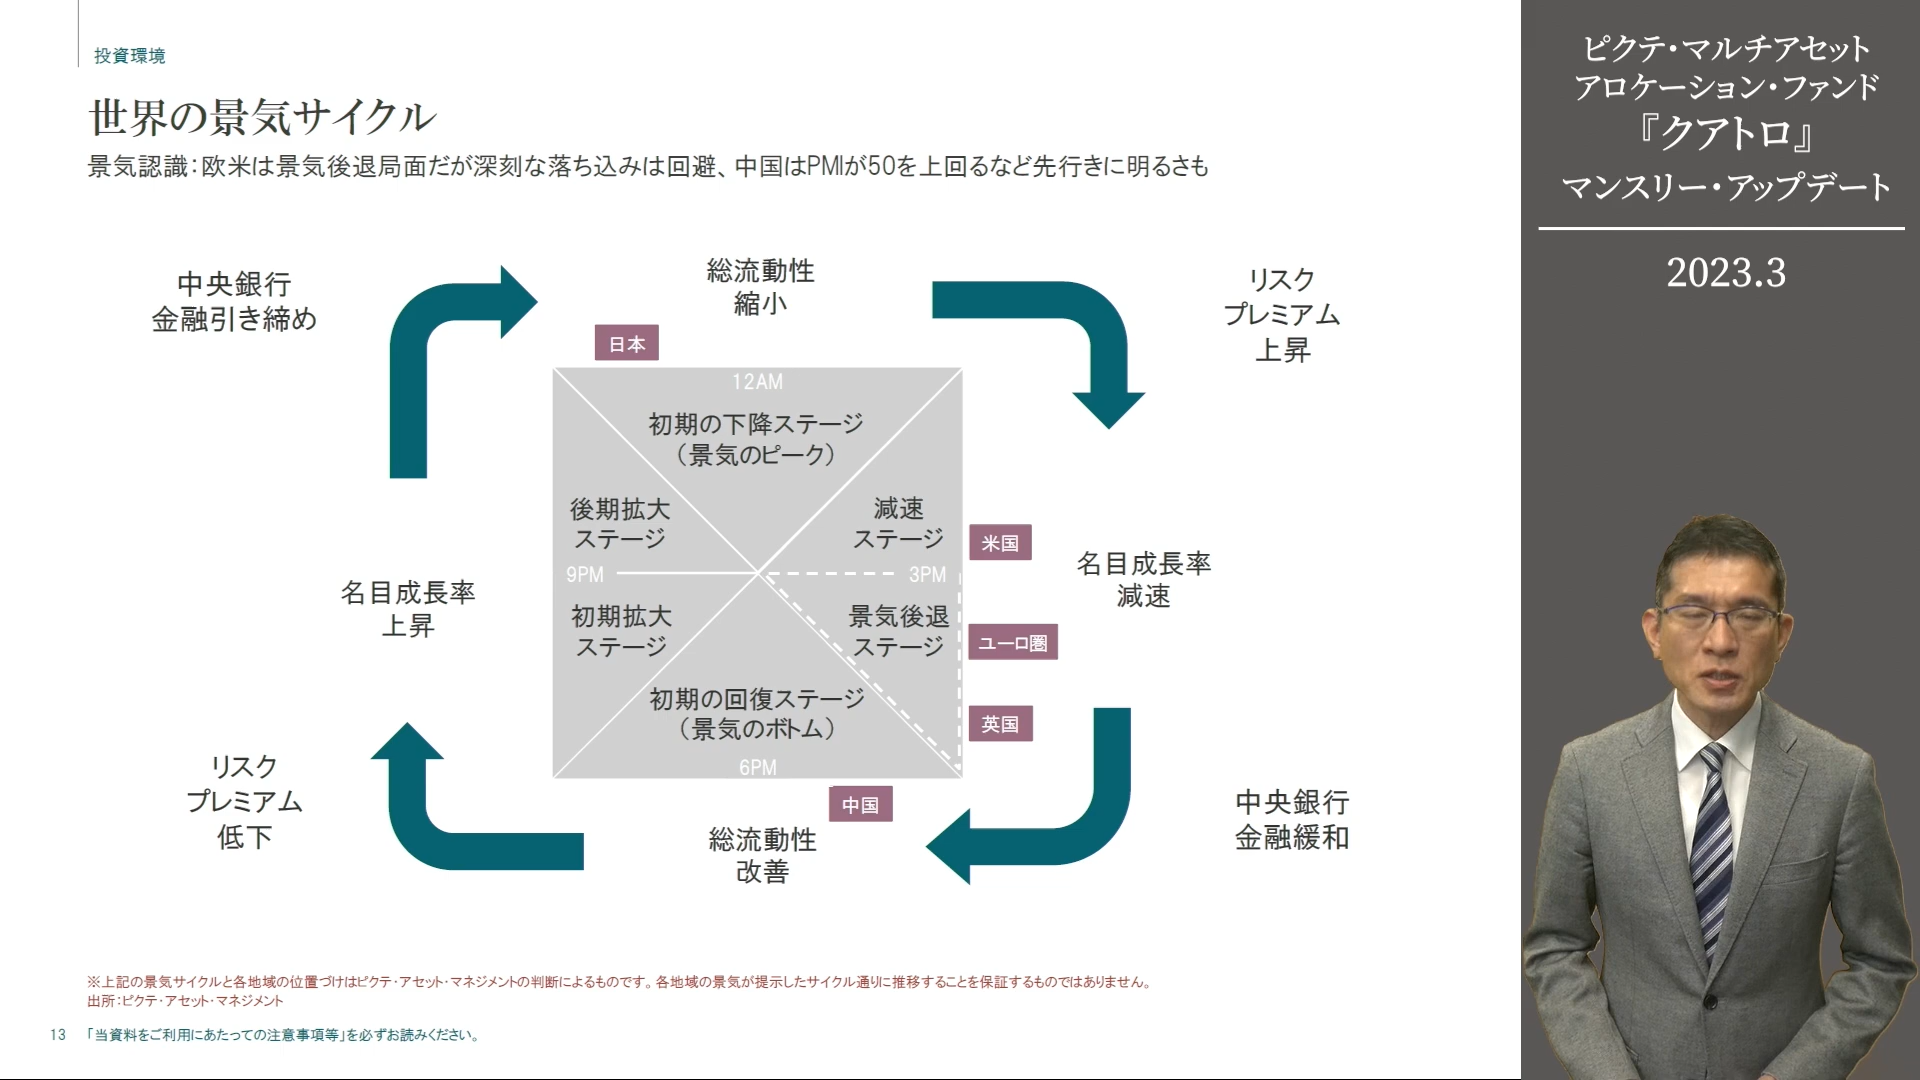 投資環境
世界の景気サイクル
景気認識：欧米は景気後退局面だが深刻な落ち込みは回避、中国はPMIが50を上回るなど先行きに明るさも
中央銀行
金融引き締め
総流動性
縮小
リスク
プレミアム
上昇
日本
12AM
初期の下降ステージ
（景気のピーク）
後期拡大
ステージ
減速
ステージ
米国
9PM
3PM
名目成長率
減速
名目成長率
上昇
初期拡大
ステージ
景気後退
ステージ
ユーロ圏
初期の回復ステージ
（景気のボトム）
英国
6PM
リスク
プレミアム
低下
中国
総流動性
改善
中央銀行
金融緩和
※上記の景気サイクルと各地域の位置づけはピクテ・アセット・マネジメントの判断によるものです。各地域の景気が提示したサイクル通りに推移することを保証するものではありません。
出所：ピクテ・アセット・マネジメント
13 「当資料をご利用にあたっての注意事項等」を必ずお読みください。
ピクテ・マルチアセット
アロケーション・ファンド
『クアトロ』
マンスリー・アップデート
2023.3